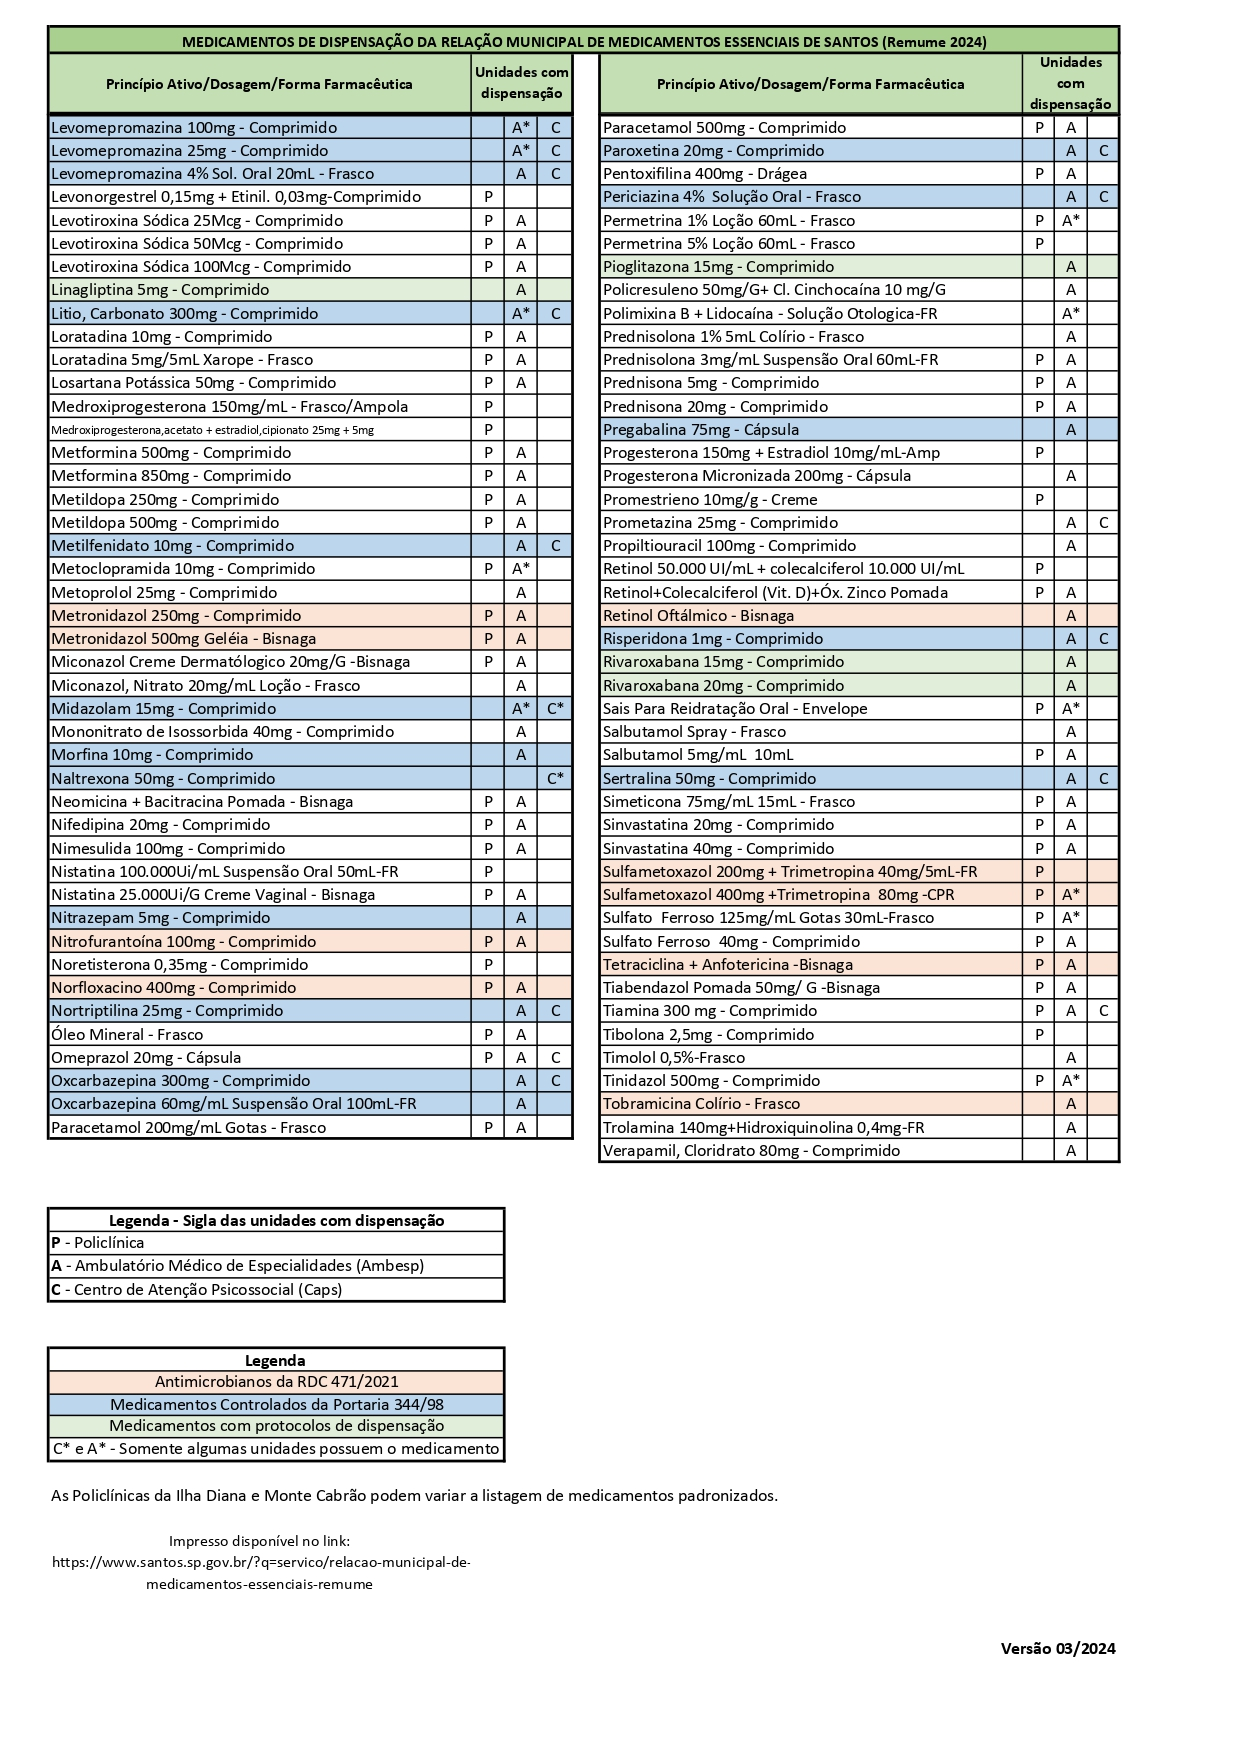 MEDICAMENTOS DE DISPENSAÇÃO DA RELAÇÃO MUNICIPAL DE MEDICAMENTOS ESSENCIAIS DE SANTOS (Remume 2024)
Princípio Ativo/Dosagem/Forma Farmacêutica
Unidades com
dispensação
Levomepromazina 100mg - Comprimido A* C
Levomepromazina 25mg - Comprimido A* C
Levomepromazina 4% Sol. Oral 20mL - Frasco A C
Levonorgestrel 0,15mg + Etinil. 0,03mg-Comprimido P
Levotiroxina Sódica 25Mcg - Comprimido P A
Levotiroxina Sódica 50Mcg - Comprimido P A
Levotiroxina Sódica 100Mcg - Comprimido P A
Linagliptina 5mg - Comprimido A
Litio, Carbonato 300mg - Comprimido A* C
Loratadina 10mg - Comprimido P A
Loratadina 5mg/5mL Xarope - Frasco P A
Losartana Potássica 50mg - Comprimido P A
Medroxiprogesterona 150mg/mL - Frasco/Ampola P
Medroxiprogesterona,acetato + estradiol,cipionato 25mg + 5mg P
Metformina 500mg - Comprimido P A
Metformina 850mg - Comprimido P A
Metildopa 250mg - Comprimido P A
Metildopa 500mg - Comprimido P A
Metilfenidato 10mg - Comprimido A C
Metoclopramida 10mg - Comprimido P A*
Metoprolol 25mg - Comprimido A
Metronidazol 250mg - Comprimido P A
Metronidazol 500mg Geléia - Bisnaga P A
Miconazol Creme Dermatólogico 20mg/G -Bisnaga P A
Miconazol, Nitrato 20mg/mL Loção - Frasco A
Midazolam 15mg - Comprimido A* C*
Mononitrato de Isossorbida 40mg - Comprimido A
Morfina 10mg - Comprimido A
Naltrexona 50mg - Comprimido C*
Neomicina + Bacitracina Pomada - Bisnaga P A
Nifedipina 20mg - Comprimido P A
Nimesulida 100mg - Comprimido P A
Nistatina 100.000Ui/mL Suspensão Oral 50mL-FR P
Nistatina 25.000Ui/G Creme Vaginal - Bisnaga P A
Nitrazepam 5mg - Comprimido A
Nitrofurantoína 100mg - Comprimido P A
Noretisterona 0,35mg - Comprimido P
Norfloxacino 400mg - Comprimido P A
Nortriptilina 25mg - Comprimido A C
Óleo Mineral - Frasco P A
Omeprazol 20mg - Cápsula P A C
Oxcarbazepina 300mg - Comprimido A C
Oxcarbazepina 60mg/mL Suspensão Oral 100mL-FR A
Paracetamol 200mg/mL Gotas - Frasco P A
Princípio Ativo/Dosagem/Forma Farmacêutica
Unidades
com
dispensação
Paracetamol 500mg - Comprimido P A
Paroxetina 20mg - Comprimido A C
Pentoxifilina 400mg - Drágea P A
Periciazina 4% Solução Oral - Frasco A C
Permetrina 1% Loção 60mL - Frasco P A*
Permetrina 5% Loção 60mL - Frasco P
Pioglitazona 15mg - Comprimido A
Policresuleno 50mg/G+ Cl. Cinchocaína 10 mg/G A
Polimixina B + Lidocaína - Solução Otologica-FR A*
Prednisolona 1% 5mL Colírio - Frasco A
Prednisolona 3mg/mL Suspensão Oral 60mL-FR P A
Prednisona 5mg - Comprimido P A
Prednisona 20mg - Comprimido P A
Pregabalina 75mg - Cápsula A
Progesterona 150mg + Estradiol 10mg/mL-Amp P
Progesterona Micronizada 200mg - Cápsula A
Promestrieno 10mg/g - Creme P
Prometazina 25mg - Comprimido A C
Propiltiouracil 100mg - Comprimido A
Retinol 50.000 UI/mL + colecalciferol 10.000 UI/mL P
Retinol+Colecalciferol (Vit. D)+Óx. Zinco Pomada P A
Retinol Oftálmico - Bisnaga A
Risperidona 1mg - Comprimido A C
Rivaroxabana 15mg - Comprimido A
Rivaroxabana 20mg - Comprimido A
Sais Para Reidratação Oral - Envelope P A*
Salbutamol Spray - Frasco A
Salbutamol 5mg/mL 10mL P A
Sertralina 50mg - Comprimido A C
Simeticona 75mg/mL 15mL - Frasco P A
Sinvastatina 20mg - Comprimido P A
Sinvastatina 40mg - Comprimido P A
Sulfametoxazol 200mg + Trimetropina 40mg/5mL-FR P
Sulfametoxazol 400mg +Trimetropina 80mg -CPR P A*
Sulfato Ferroso 125mg/mL Gotas 30mL-Frasco P A*
Sulfato Ferroso 40mg - Comprimido P A
Tetraciclina + Anfotericina -Bisnaga P A
Tiabendazol Pomada 50mg/ G -Bisnaga P A
Tiamina 300 mg - Comprimido P A C
Tibolona 2,5mg - Comprimido P
Timolol 0,5%-Frasco A
Tinidazol 500mg - Comprimido P A*
Tobramicina Colírio - Frasco A
Trolamina 140mg+Hidroxiquinolina 0,4mg-FR A
Verapamil, Cloridrato 80mg - Comprimido A
Legenda - Sigla das unidades com dispensação
P - Policlínica
A - Ambulatório Médico de Especialidades (Ambesp)
C - Centro de Atenção Psicossocial (Caps)
Legenda
Antimicrobianos da RDC 471/2021
Medicamentos Controlados da Portaria 344/98
Medicamentos com protocolos de dispensação
C* e A* - Somente algumas unidades possuem o medicamento
As Policlínicas da Ilha Diana e Monte Cabrão podem variar a listagem de medicamentos padronizados.
Impresso disponível no link:
https://www.santos.sp.gov.br/?q=servico/relacao-municipal-de-
medicamentos-essenciais-remume
Versão 03/2024